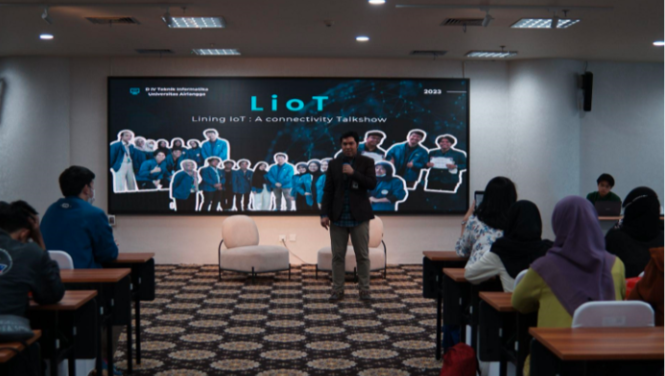 D-IV Teknik Informatika
Universitas Airlangga
2023
LioT
Lining IoT : A connectivity Talkshow